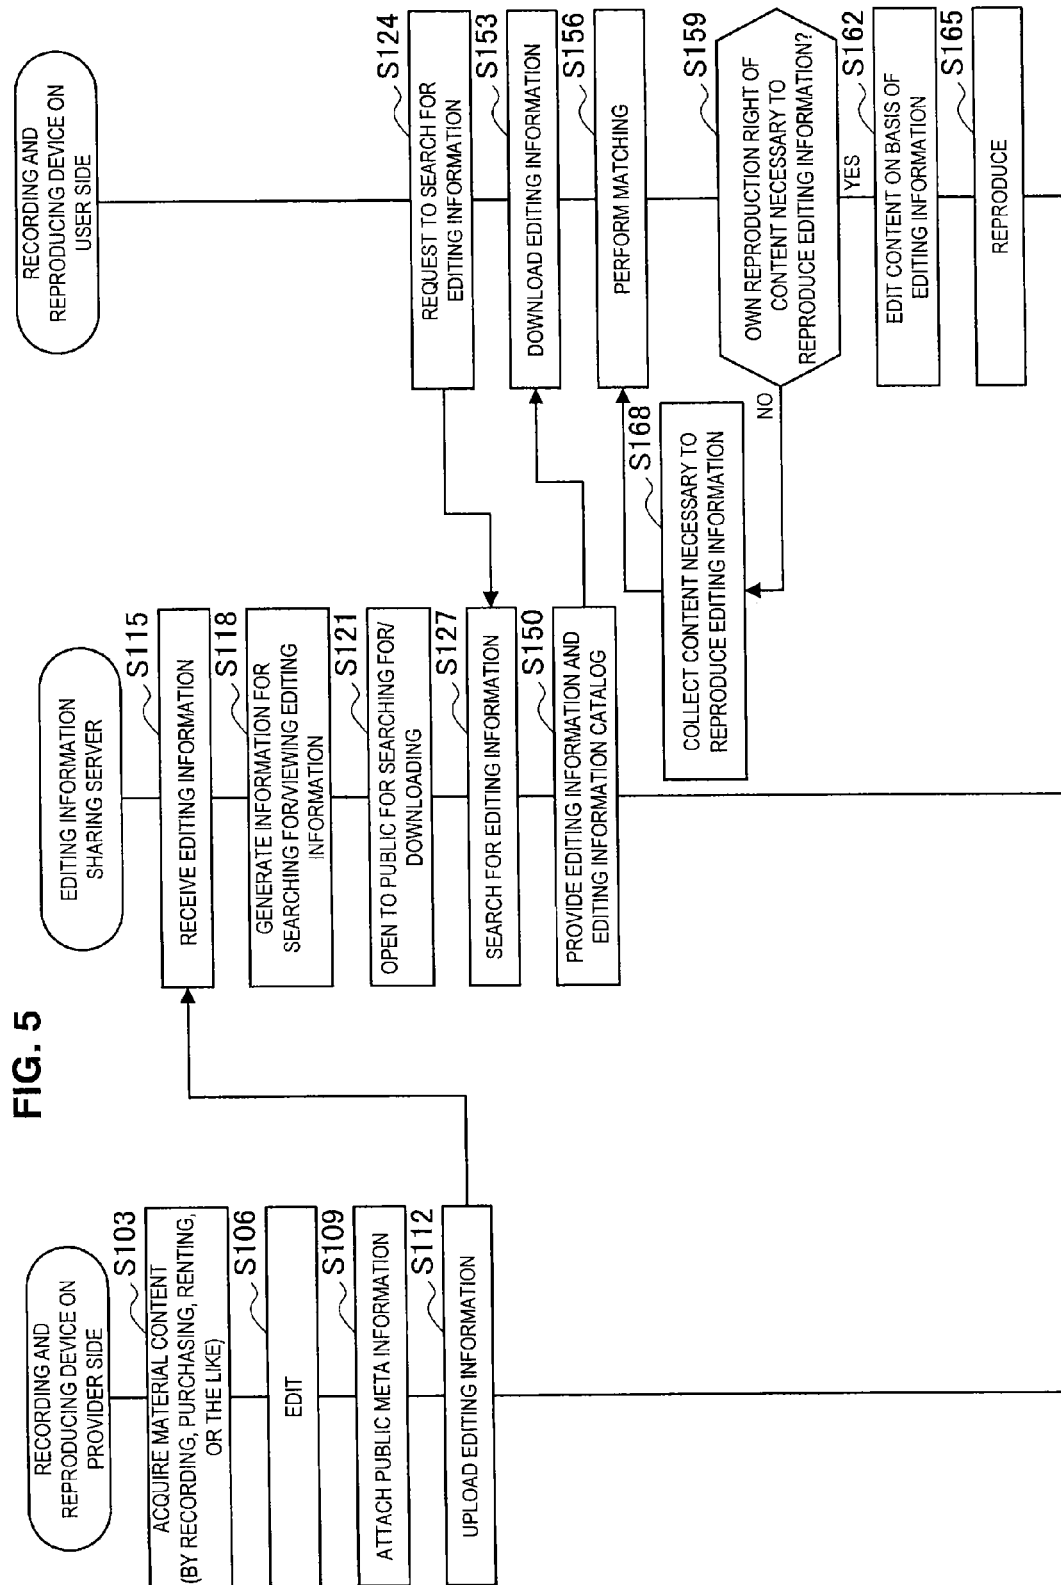 FIG. 5
RECORDING AND
REPRODUCING DEVICE ON
PROVIDER SIDE
S103
ACQUIRE MATERIAL CONTENT
(BY RECORDING, PURCHASING, RENTING,
OR THE LIKE)
S106
EDIT
S109
ATTACH PUBLIC META INFORMATION
S112
UPLOAD EDITING INFORMATION
EDITING INFORMATION
SHARING SERVER
S115
RECEIVE EDITING INFORMATION
S118
GENERATE INFORMATION FOR
SEARCHING FOR/VIEWING EDITING
INFORMATION
S121
OPEN TO PUBLIC FOR SEARCHING FOR/
DOWNLOADING
S127
SEARCH FOR EDITING INFORMATION
S150
PROVIDE EDITING INFORMATION AND
EDITING INFORMATION CATALOG
RECORDING AND
REPRODUCING DEVICE ON
USER SIDE
S124
REQUEST TO SEARCH FOR
EDITING INFORMATION
S153
DOWNLOAD EDITING INFORMATION
S156
PERFORM MATCHING
S159
OWN REPRODUCTION RIGHT OF
CONTENT NECESSARY TO
REPRODUCE EDITING INFORMATION?
NO
S168
COLLECT CONTENT NECESSARY TO
REPRODUCE EDITING INFORMATION
YES
S162
EDIT CONTENT ON BASIS OF
EDITING INFORMATION
S165
REPRODUCE